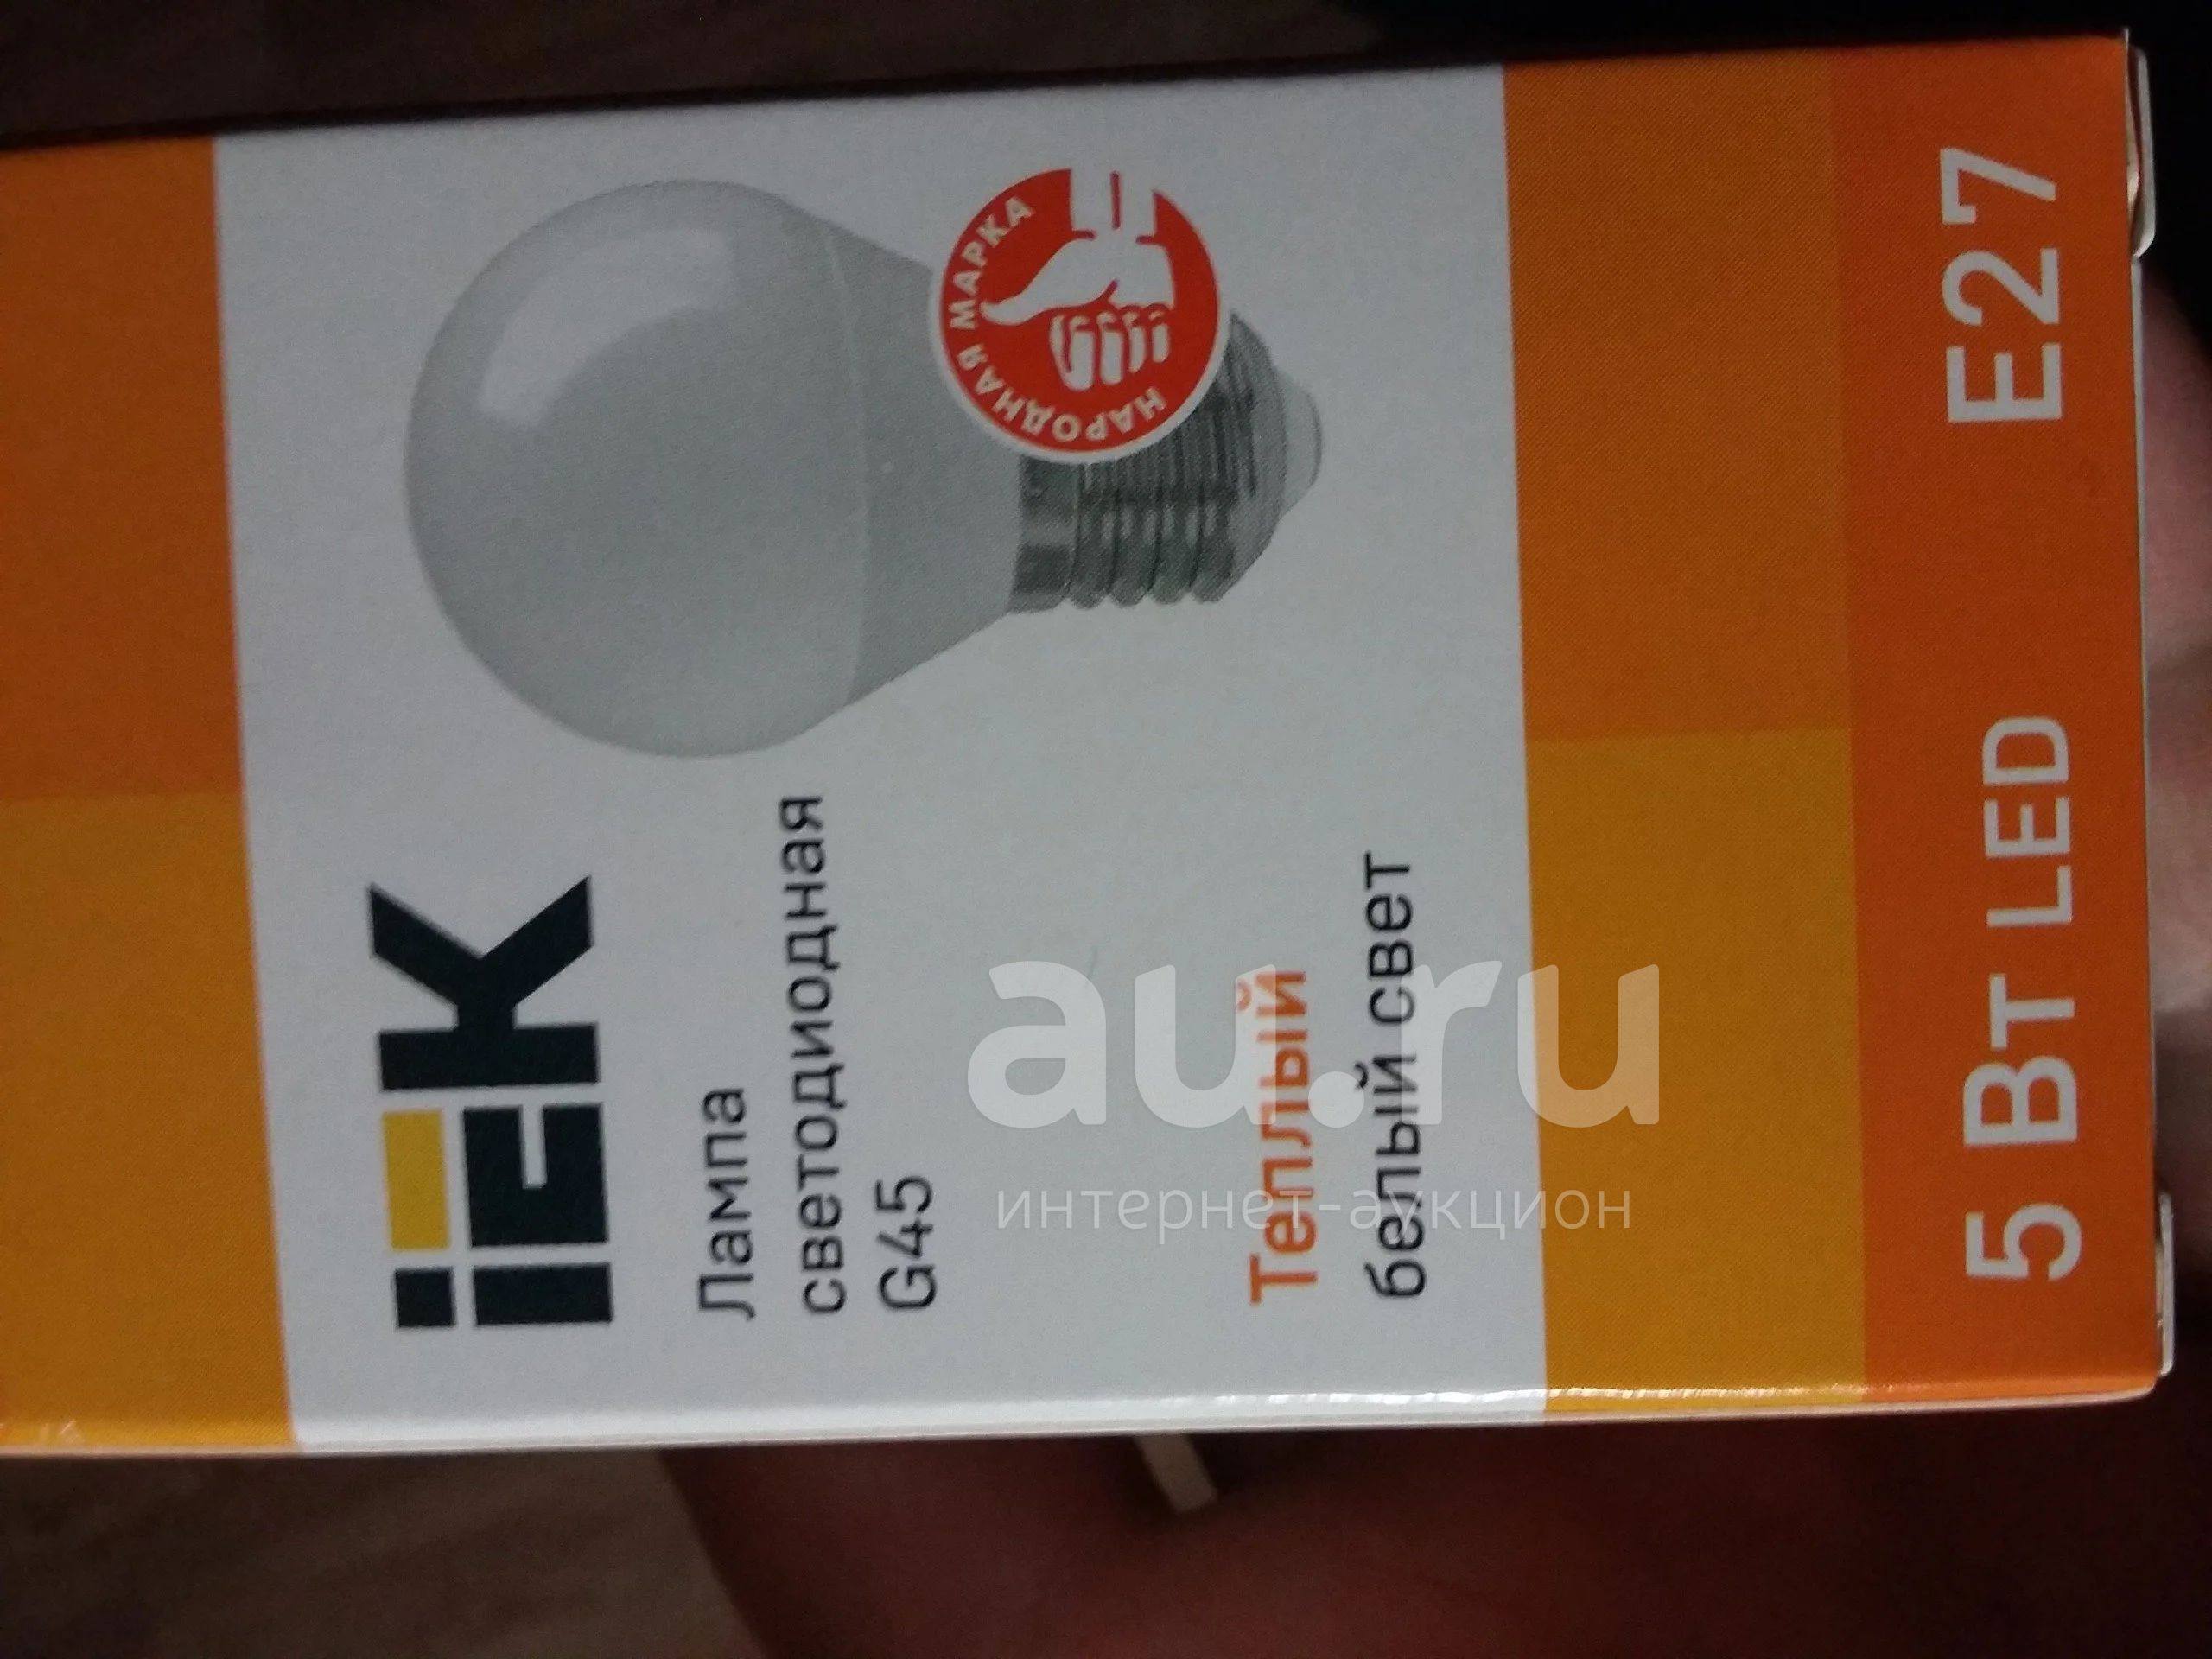 IEK
Лампа
светодиодная
G45
НАРОДНАЯ МАРКА
Теплый
белый свет
5 Вт LED E27
au.ru
интернет-аукцион